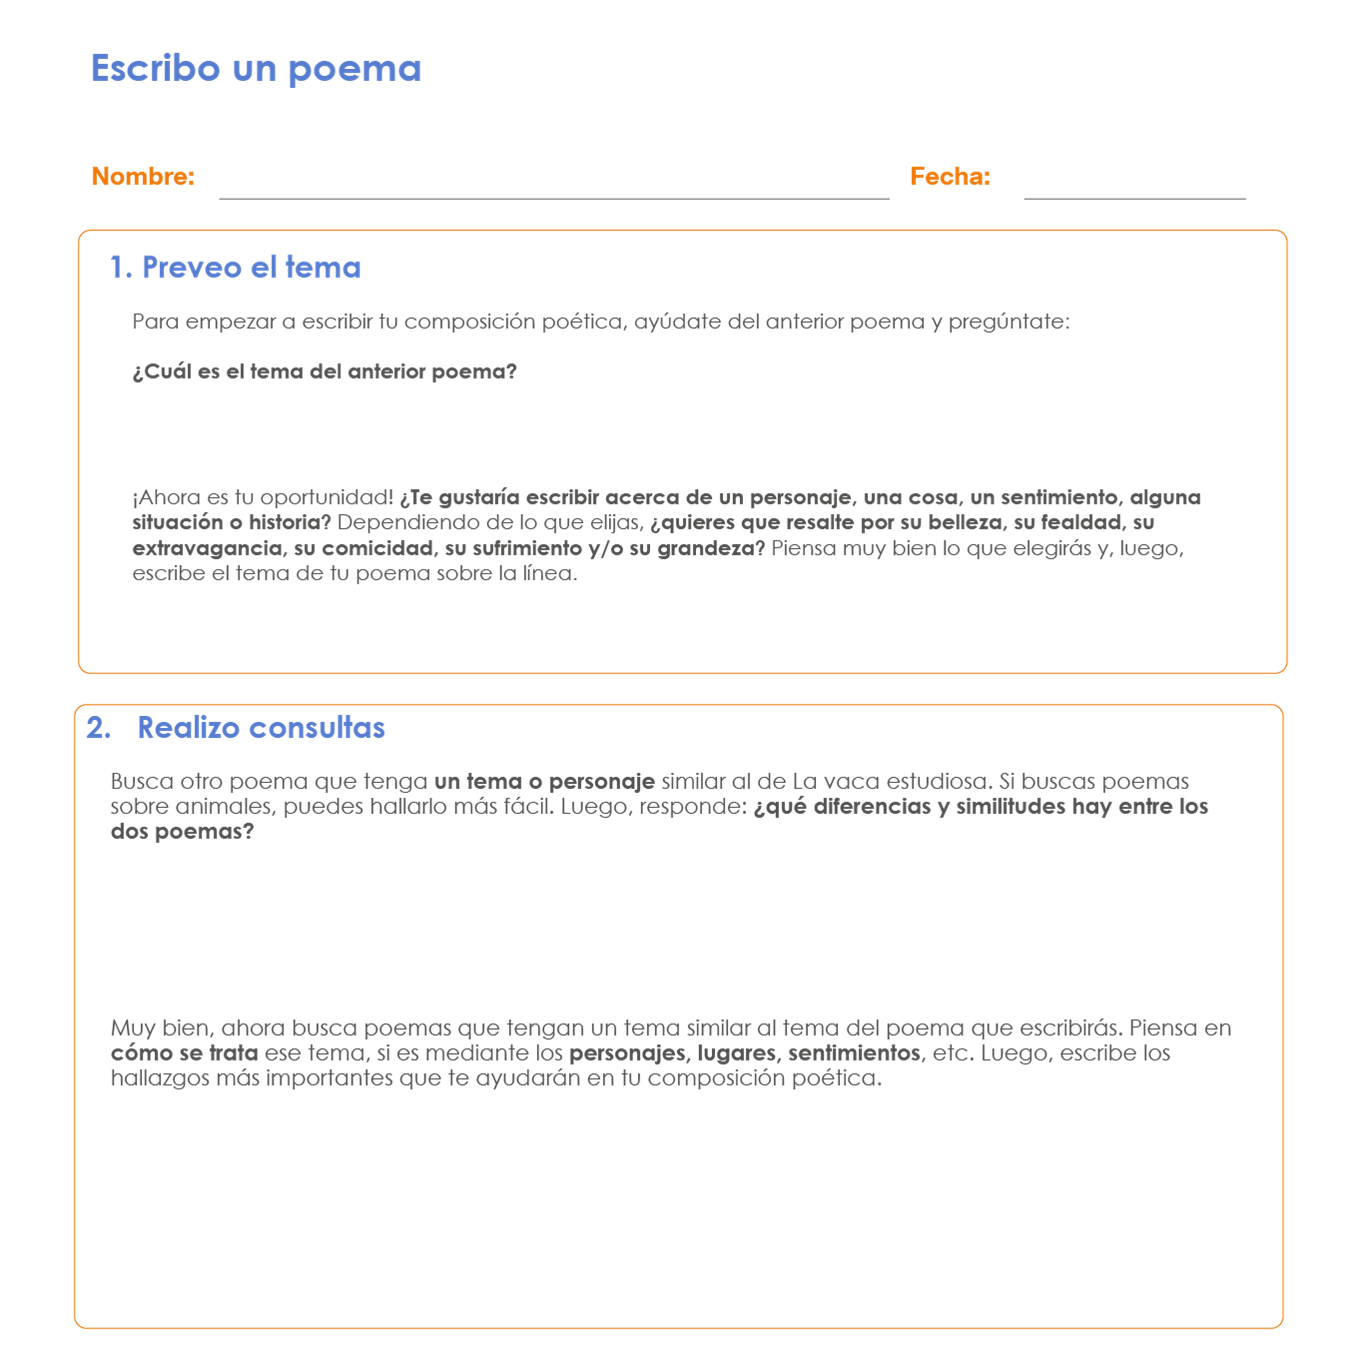 Escribo un poema
Nombre:
Fecha:
1. Preveo el tema
Para empezar a escribir tu composición poética, ayúdate del anterior poema y pregúntate:
¿Cuál es el tema del anterior poema?
¡Ahora es tu oportunidad! ¿Te gustaría escribir acerca de un personaje, una cosa, un sentimiento, alguna
situación o historia? Dependiendo de lo que elijas, ¿quieres que resalte por su belleza, su fealdad, su
extravagancia, su comicidad, su sufrimiento y/o su grandeza? Piensa muy bien lo que elegirás y, luego,
escribe el tema de tu poema sobre la línea.
2. Realizo consultas
Busca otro poema que tenga un tema o personaje similar al de La vaca estudiosa. Si buscas poemas
sobre animales, puedes hallarlo más fácil. Luego, responde: ¿qué diferencias y similitudes hay entre los
dos poemas?
Muy bien, ahora busca poemas que tengan un tema similar al tema del poema que escribirás. Piensa en
cómo se trata ese tema, si es mediante los personajes, lugares, sentimientos, etc. Luego, escribe los
hallazgos más importantes que te ayudarán en tu composición poética.